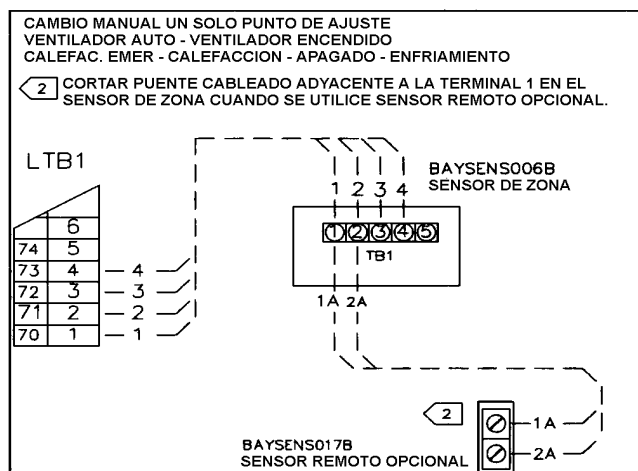 CAMBIO MANUAL UN SOLO PUNTO DE AJUSTE
VENTILADOR AUTO - VENTILADOR ENCENDIDO
CALEFAC. EMER - CALEFACCION - APAGADO - ENFRIAMIENTO
2 CORTAR PUENTE CABLEADO ADYACENTE A LA TERMINAL 1 EN EL
SENSOR DE ZONA CUANDO SE UTILICE SENSOR REMOTO OPCIONAL.
LTB1
6
74 5
73 4 4
72 3 3
71 2 2
70 1 1
BAYSENS006B
SENSOR DE ZONA
1 2 3 4
1 2 3 4 5
TB1
1A 2A
2
1A
2A
BAYSENS017B
SENSOR REMOTO OPCIONAL